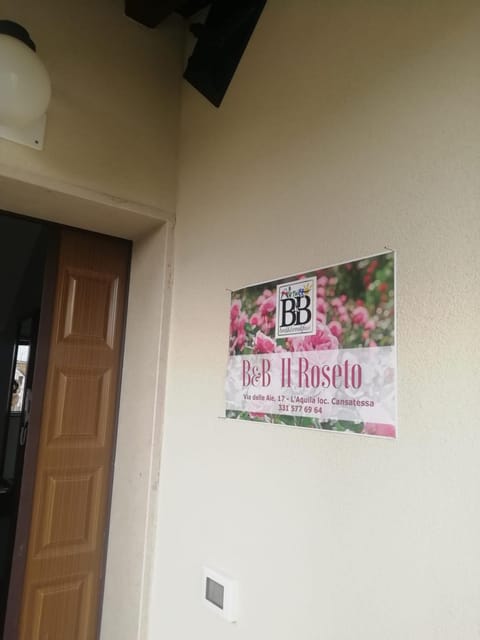 BB
bed&breakfast
B&B Il Roseto
Via delle Aie, 17 - L'Aquila loc. Cansatessa
331 577 69 64